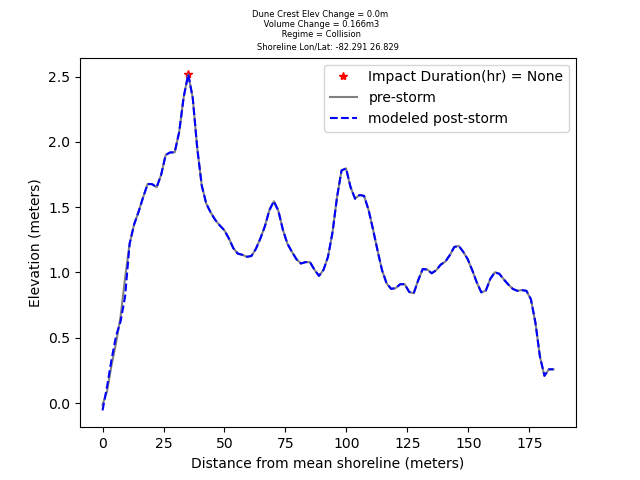 Dune Crest Elev Change = 0.0m
Volume Change = 0.166m3
Regime = Collision
Shoreline Lon/Lat: -82.291 26.829
Impact Duration(hr) = None
pre-storm
modeled post-storm
Elevation (meters)
2.5
2.0
1.5
1.0
0.5
0.0
0 25 50 75 100 125 150 175
Distance from mean shoreline (meters)